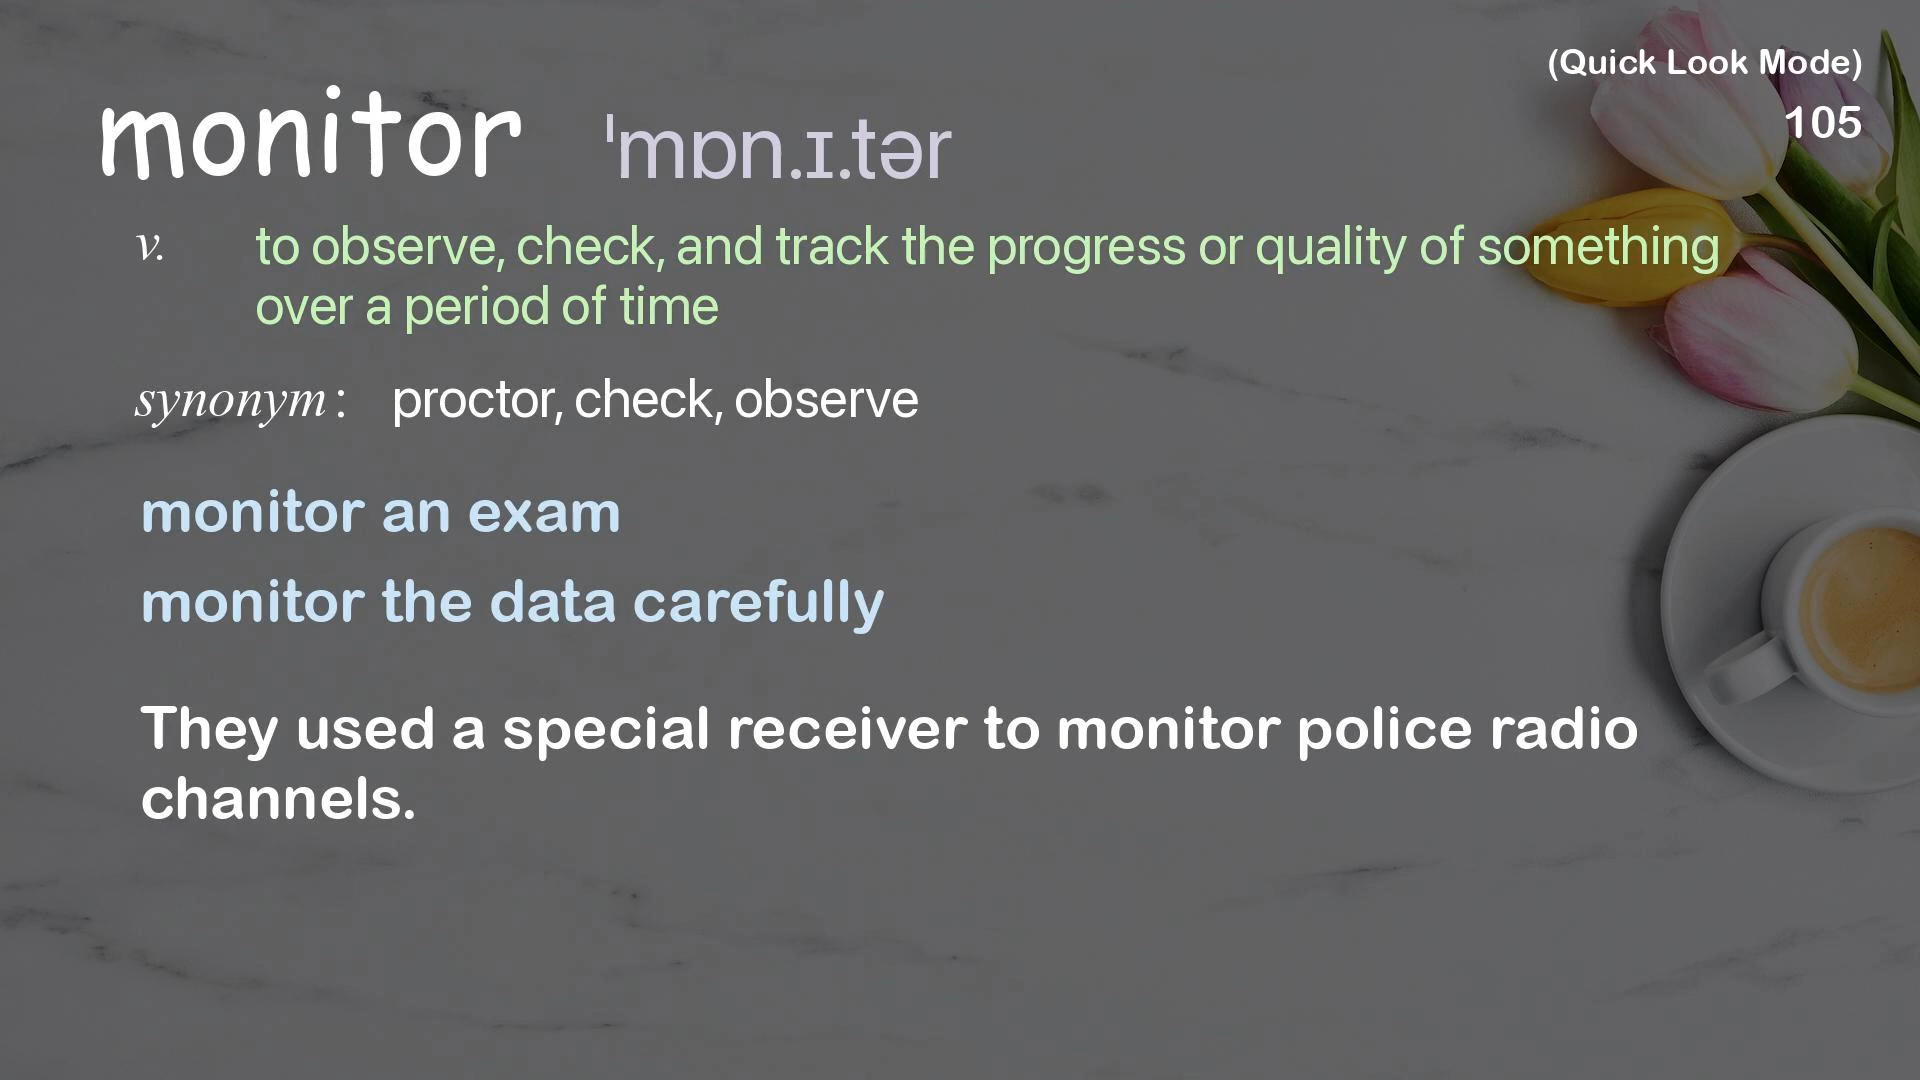 (Quick Look Mode)
105
monitor ˈmɒn.ɪ.tər
v. to observe, check, and track the progress or quality of something
over a period of time
synonym: proctor, check, observe
monitor an exam
monitor the data carefully
They used a special receiver to monitor police radio
channels.